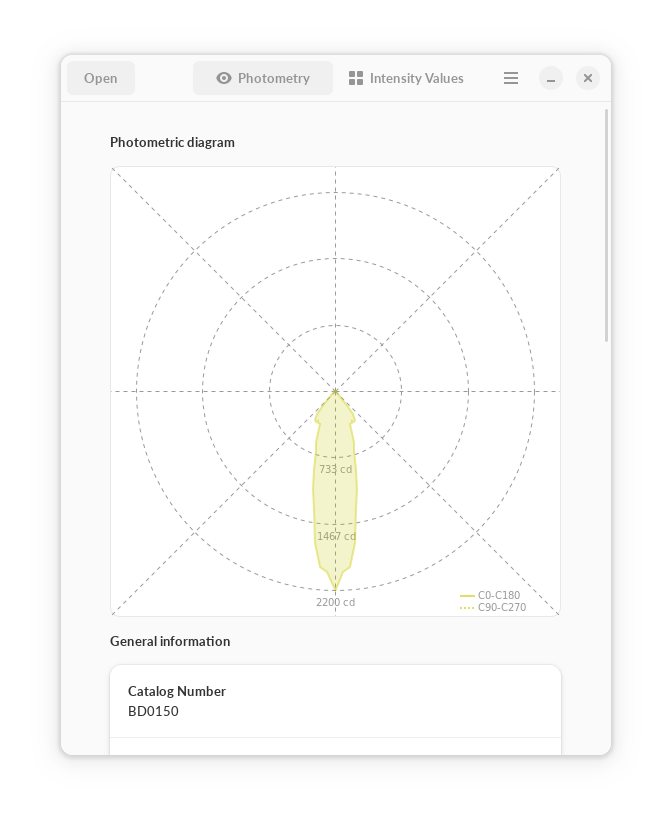 Open
Photometry
Intensity Values
Photometric diagram
733 cd
1467 cd
2200 cd
C0-C180
C90-C270
General information
Catalog Number
BD0150